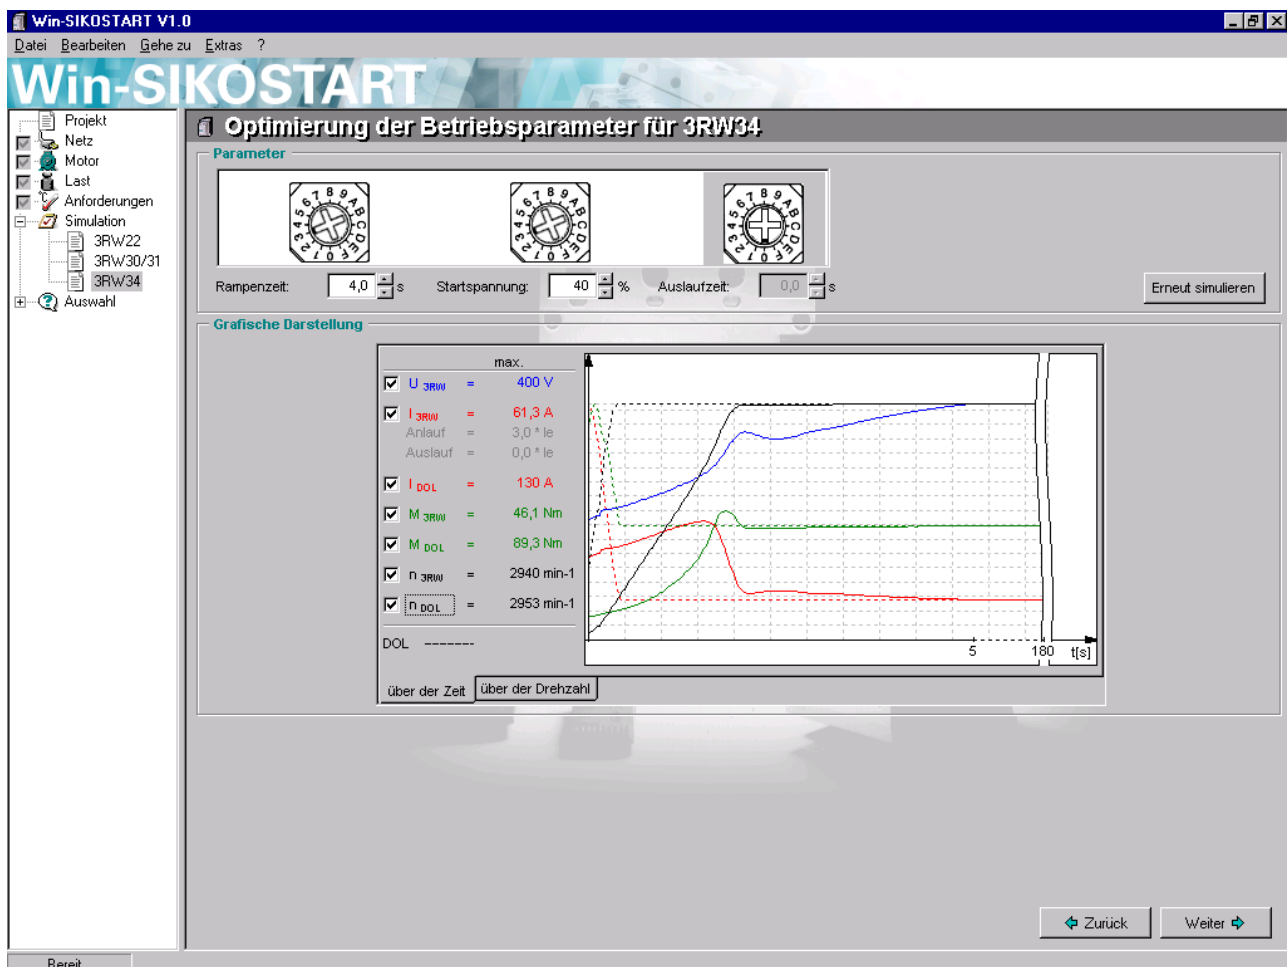 Win-SIKOSTART V1.0
Datei Bearbeiten Gehe zu Extras ?
Win-SIKOSTART
Projekt
Netz
Motor
Last
Anforderungen
Simulation
3RW22
3RW30/31
3RW34
Auswahl
Optimierung der Betriebsparameter für 3RW34
Parameter
Rampenzeit: 4,0 s Startspannung: 40 % Auslaufzeit: 0,0 s
Erneut simulieren
Grafische Darstellung
max.
U 3RW = 400 V
I 3RW = 61,3 A
Anlauf = 3,0 * Ie
Auslauf = 0,0 * Ie
I DOL = 130 A
M 3RW = 46,1 Nm
M DOL = 89,3 Nm
n 3RW = 2940 min-1
n DOL = 2953 min-1
DOL -------
5 180 t[s]
über der Zeit über der Drehzahl
Zurück Weiter
Bereit